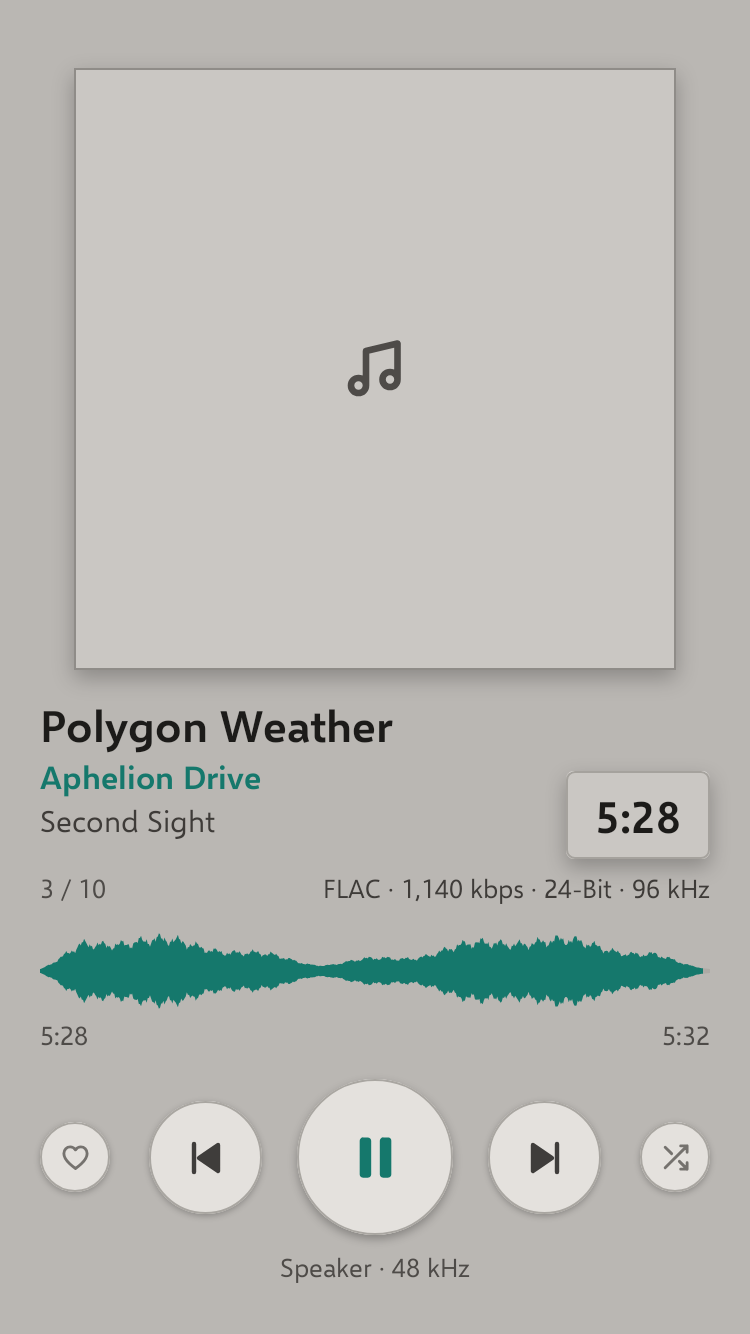 Polygon Weather
Aphelion Drive
Second Sight
5:28
3 / 10
FLAC · 1,140 kbps · 24-Bit · 96 kHz
5:28
5:32
Speaker · 48 kHz